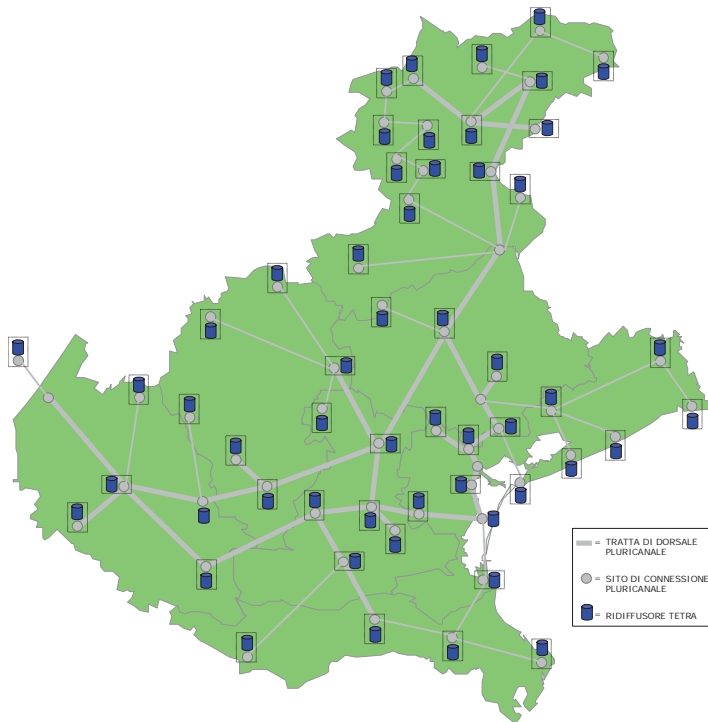 = TRATTA DI DORSALE
PLURICANALE
= SITO DI CONNESSIONE
PLURICANALE
= RIDIFFUSORE TETRA